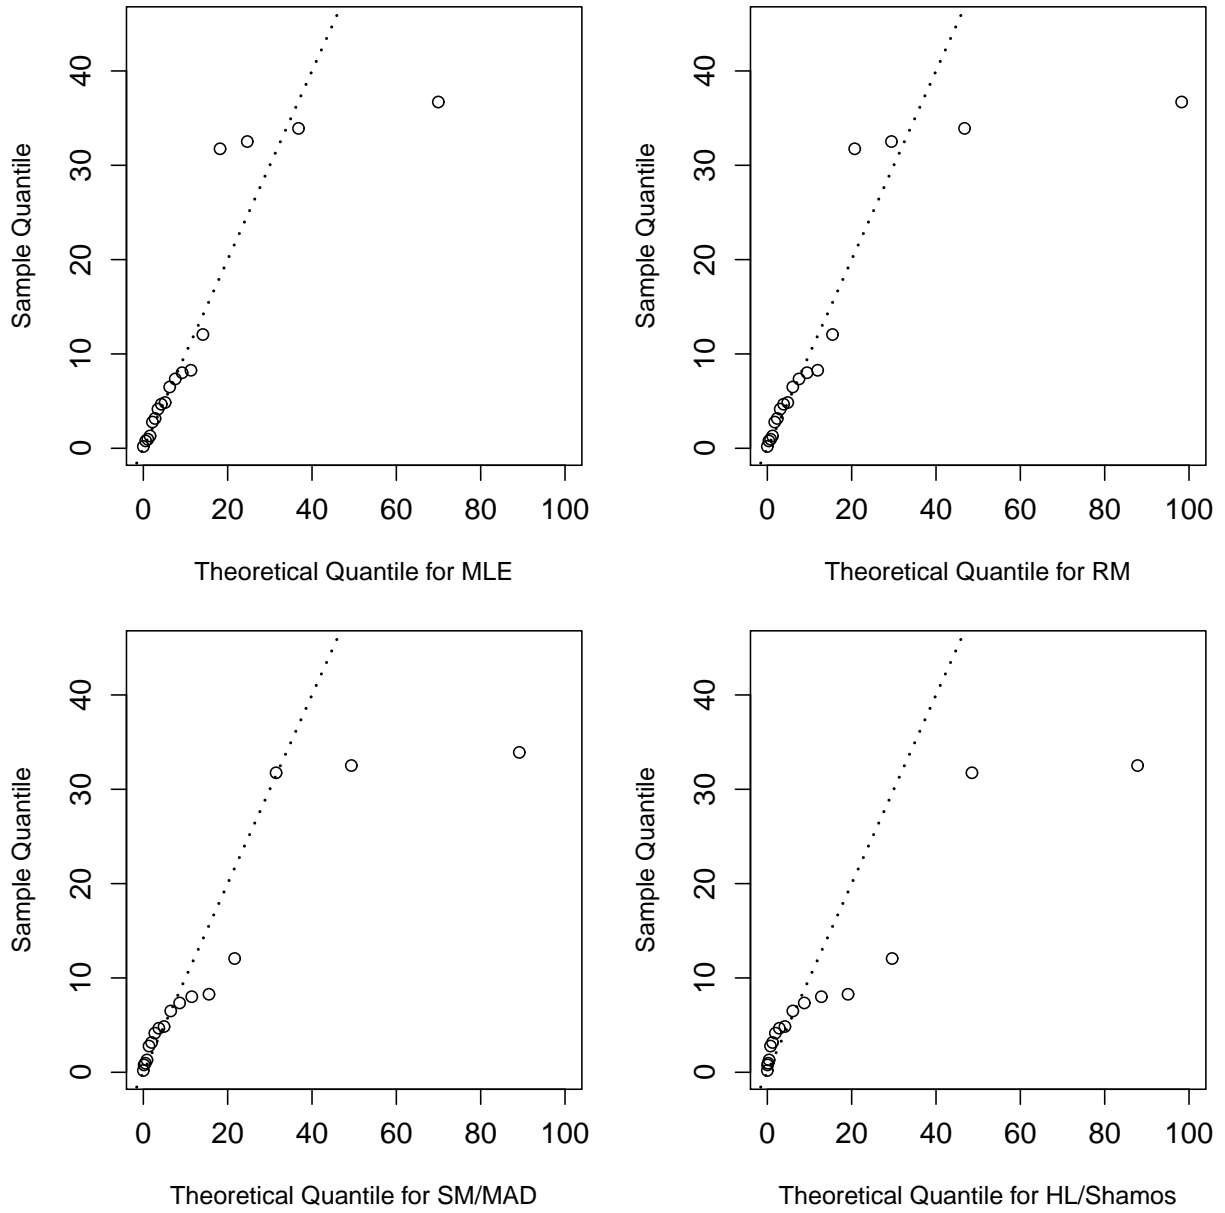 Sample Quantile
40
30
20
10
0
0 20 40 60 80 100
Theoretical Quantile for MLE
Sample Quantile
40
30
20
10
0
0 20 40 60 80 100
Theoretical Quantile for RM
Sample Quantile
40
30
20
10
0
0 20 40 60 80 100
Theoretical Quantile for SM/MAD
Sample Quantile
40
30
20
10
0
0 20 40 60 80 100
Theoretical Quantile for HL/Shamos